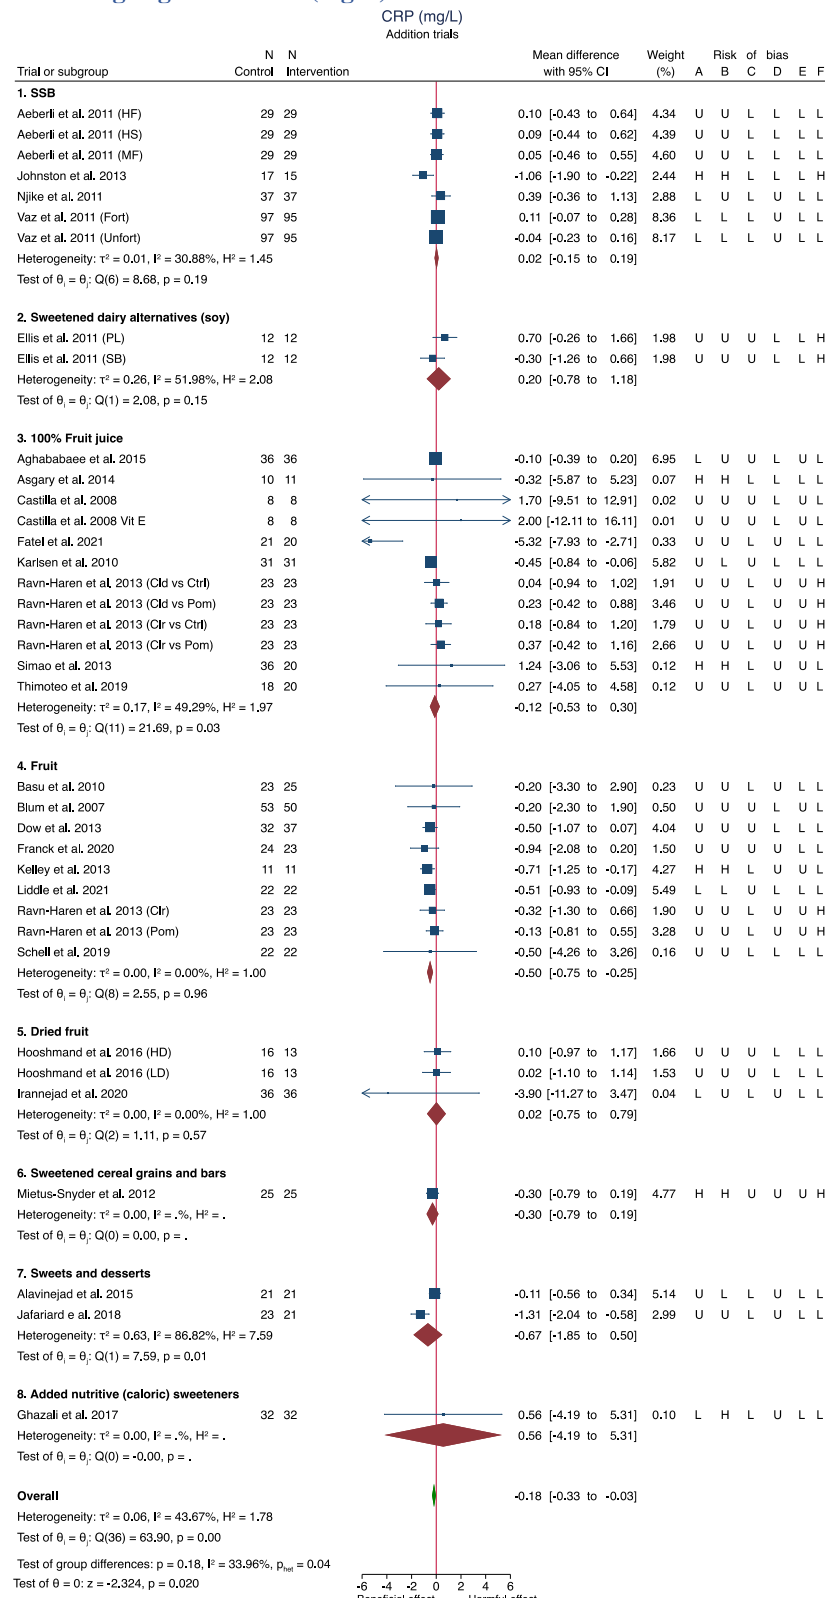 CRP (mg/L)
Addition trials
N N Mean difference Weight Risk of bias
Trial or subgroup Control Intervention with 95% CI (%) A B C D E F
1. SSB
Aeberli et al. 2011 (HF) 29 29 0.10 [-0.43 to 0.64] 4.34 U U L L L L
Aeberli et al. 2011 (HS) 29 29 0.09 [-0.44 to 0.62] 4.39 U U L L L L
Aeberli et al. 2011 (MF) 29 29 0.05 [-0.46 to 0.55] 4.60 U U L L L L
Johnston et al. 2013 17 15 -1.06 [-1.90 to -0.22] 2.44 H H L L L H
Njike et al. 2011 37 37 0.39 [-0.36 to 1.13] 2.88 L U L U L L
Vaz et al. 2011 (Fort) 97 95 0.11 [-0.07 to 0.28] 8.36 L L L U L L
Vaz et al. 2011 (Unfort) 97 95 -0.04 [-0.23 to 0.16] 8.17 L L L U L L
Heterogeneity: τ² = 0.01, I² = 30.88%, H² = 1.45 0.02 [-0.15 to 0.19]
Test of θᵢ = θⱼ: Q(6) = 8.68, p = 0.19
2. Sweetened dairy alternatives (soy)
Ellis et al. 2011 (PL) 12 12 0.70 [-0.26 to 1.66] 1.98 U U U L L H
Ellis et al. 2011 (SB) 12 12 -0.30 [-1.26 to 0.66] 1.98 U U U L L H
Heterogeneity: τ² = 0.26, I² = 51.98%, H² = 2.08 0.20 [-0.78 to 1.18]
Test of θᵢ = θⱼ: Q(1) = 2.08, p = 0.15
3. 100% Fruit juice
Aghababaee et al. 2015 36 36 -0.10 [-0.39 to 0.20] 6.95 L U U L U L
Asgary et al. 2014 10 11 -0.32 [-5.87 to 5.23] 0.07 H H L L L L
Castilla et al. 2008 8 8 1.70 [-9.51 to 12.91] 0.02 U U U L U L
Castilla et al. 2008 Vit E 8 8 2.00 [-12.11 to 16.11] 0.01 U U U L U L
Fatel et al. 2021 21 20 -5.32 [-7.93 to -2.71] 0.33 U U L U L L
Karlsen et al. 2010 31 31 -0.45 [-0.84 to -0.06] 5.82 U L U L L L
Ravn-Haren et al. 2013 (Cld vs Ctrl) 23 23 0.04 [-0.94 to 1.02] 1.91 U U L U U H
Ravn-Haren et al. 2013 (Cld vs Pom) 23 23 0.23 [-0.42 to 0.88] 3.46 U U L U U H
Ravn-Haren et al. 2013 (Clr vs Ctrl) 23 23 0.18 [-0.84 to 1.20] 1.79 U U L U U H
Ravn-Haren et al. 2013 (Clr vs Pom) 23 23 0.37 [-0.42 to 1.16] 2.66 U U L U U H
Simao et al. 2013 36 20 1.24 [-3.06 to 5.53] 0.12 H H L U U L
Thimoteo et al. 2019 18 20 0.27 [-4.05 to 4.58] 0.12 U U L U U L
Heterogeneity: τ² = 0.17, I² = 49.29%, H² = 1.97 -0.12 [-0.53 to 0.30]
Test of θᵢ = θⱼ: Q(11) = 21.69, p = 0.03
4. Fruit
Basu et al. 2010 23 25 -0.20 [-3.30 to 2.90] 0.23 U U L U L L
Blum et al. 2007 53 50 -0.20 [-2.30 to 1.90] 0.50 U U U L U L
Dow et al. 2013 32 37 -0.50 [-1.07 to 0.07] 4.04 U U U L L L
Franck et al. 2020 24 23 -0.94 [-2.08 to 0.20] 1.50 U U L U L L
Kelley et al. 2013 11 11 -0.71 [-1.25 to -0.17] 4.27 H H L U U L
Liddle et al. 2021 22 22 -0.51 [-0.93 to -0.09] 5.49 L L U L L L
Ravn-Haren et al. 2013 (Clr) 23 23 -0.32 [-1.30 to 0.66] 1.90 U U L U U H
Ravn-Haren et al. 2013 (Pom) 23 23 -0.13 [-0.81 to 0.55] 3.28 U U L U U H
Schell et al. 2019 22 22 -0.50 [-4.26 to 3.26] 0.16 U U L L L L
Heterogeneity: τ² = 0.00, I² = 0.00%, H² = 1.00 -0.50 [-0.75 to -0.25]
Test of θᵢ = θⱼ: Q(8) = 2.55, p = 0.96
5. Dried fruit
Hooshmand et al. 2016 (HD) 16 13 0.10 [-0.97 to 1.17] 1.66 U U U L L L
Hooshmand et al. 2016 (LD) 16 13 0.02 [-1.10 to 1.14] 1.53 U U U L L L
Irannejad et al. 2020 36 36 -3.90 [-11.27 to 3.47] 0.04 L U L U L L
Heterogeneity: τ² = 0.00, I² = 0.00%, H² = 1.00 0.02 [-0.75 to 0.79]
Test of θᵢ = θⱼ: Q(2) = 1.11, p = 0.57
6. Sweetened cereal grains and bars
Mietus-Snyder et al. 2012 25 25 -0.30 [-0.79 to 0.19] 4.77 H H U U U H
Heterogeneity: τ² = 0.00, I² = .%, H² = . -0.30 [-0.79 to 0.19]
Test of θᵢ = θⱼ: Q(0) = 0.00, p = .
7. Sweets and desserts
Alavinejad et al. 2015 21 21 -0.11 [-0.56 to 0.34] 5.14 U L L U L L
Jafariard e al. 2018 23 21 -1.31 [-2.04 to -0.58] 2.99 U U L U L L
Heterogeneity: τ² = 0.63, I² = 86.82%, H² = 7.59 -0.67 [-1.85 to 0.50]
Test of θᵢ = θⱼ: Q(1) = 7.59, p = 0.01
8. Added nutritive (caloric) sweeteners
Ghazali et al. 2017 32 32 0.56 [-4.19 to 5.31] 0.10 L H L U L L
Heterogeneity: τ² = 0.00, I² = .%, H² = . 0.56 [-4.19 to 5.31]
Test of θᵢ = θⱼ: Q(0) = -0.00, p = .
Overall -0.18 [-0.33 to -0.03]
Heterogeneity: τ² = 0.06, I² = 43.67%, H² = 1.78
Test of θᵢ = θⱼ: Q(36) = 63.90, p = 0.00
Test of group differences: p = 0.18, I² = 33.96%, p_het = 0.04
Test of θ = 0: z = -2.324, p = 0.020
-6 -4 -2 0 2 4 6